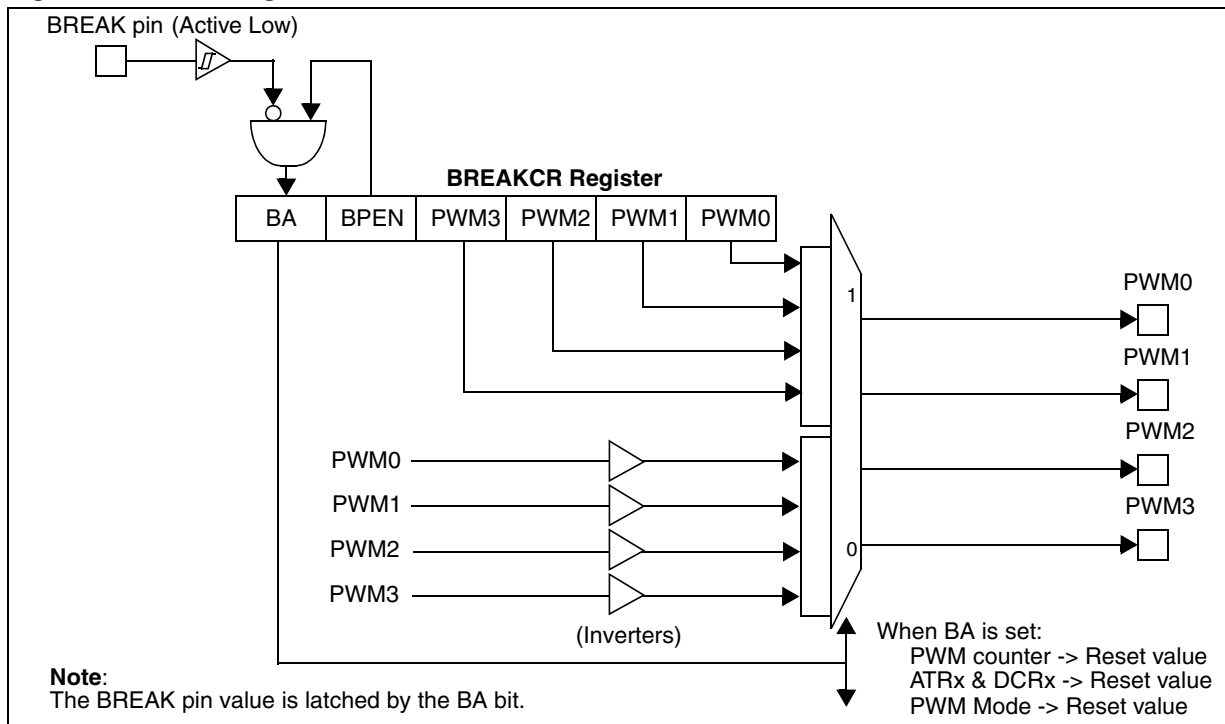 BREAK pin (Active Low)
BREAKCR Register
BA BPEN PWM3 PWM2 PWM1 PWM0
1
PWM0
PWM1
PWM2
PWM3
PWM0
PWM1
PWM2
PWM3
0
(Inverters)
When BA is set:
PWM counter -> Reset value
ATRx & DCRx -> Reset value
PWM Mode -> Reset value
Note:
The BREAK pin value is latched by the BA bit.